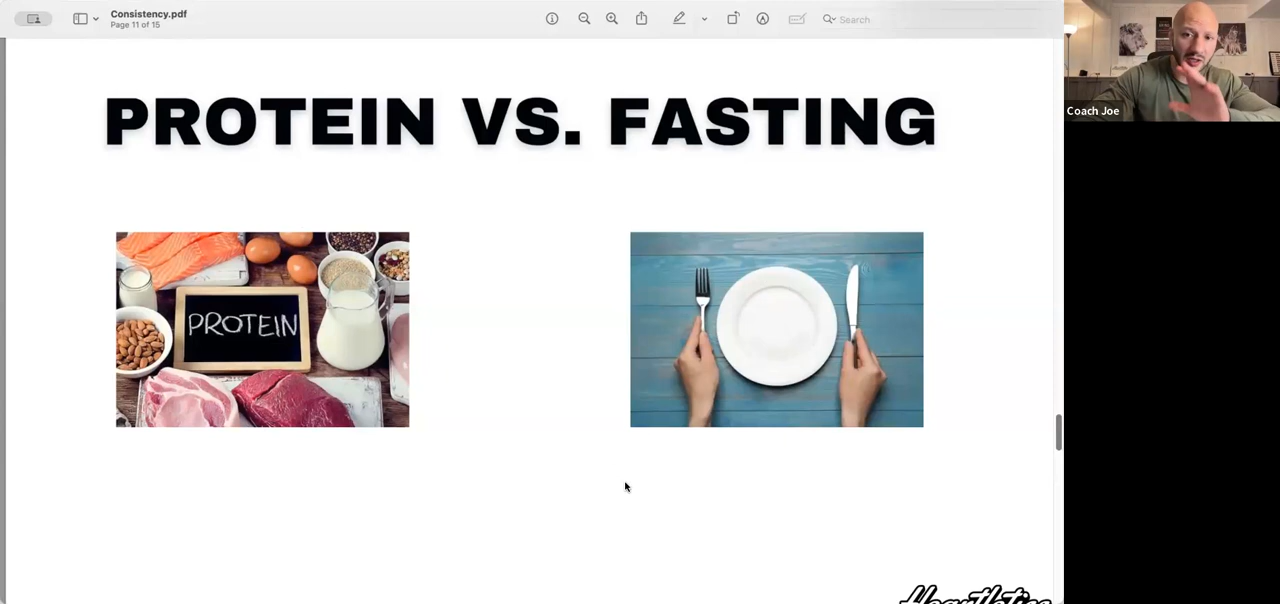 Consistency.pdf
Page 11 of 15
Search
Coach Joe
PROTEIN VS. FASTING
PROTEIN